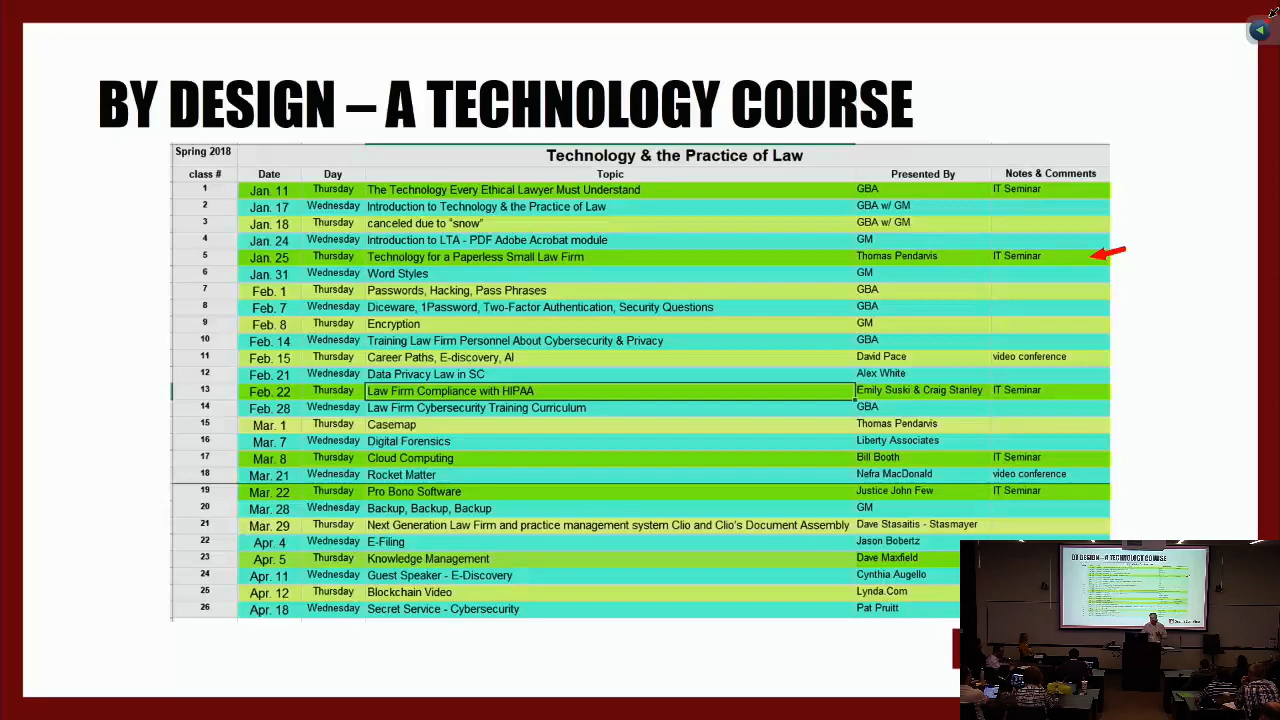 BY DESIGN – A TECHNOLOGY COURSE
Spring 2018 Technology & the Practice of Law
class # Date Day Topic Presented By Notes & Comments
1 Jan. 11 Thursday The Technology Every Ethical Lawyer Must Understand GBA IT Seminar
2 Jan. 17 Wednesday Introduction to Technology & the Practice of Law GBA w/ GM
3 Jan. 18 Thursday canceled due to "snow" GBA w/ GM
4 Jan. 24 Wednesday Introduction to LTA - PDF Adobe Acrobat module GM
5 Jan. 25 Thursday Technology for a Paperless Small Law Firm Thomas Pendarvis IT Seminar
6 Jan. 31 Wednesday Word Styles GM
7 Feb. 1 Thursday Passwords, Hacking, Pass Phrases GBA
8 Feb. 7 Wednesday Diceware, 1Password, Two-Factor Authentication, Security Questions GBA
9 Feb. 8 Thursday Encryption GM
10 Feb. 14 Wednesday Training Law Firm Personnel About Cybersecurity & Privacy GBA
11 Feb. 15 Thursday Career Paths, E-discovery, AI David Pace video conference
12 Feb. 21 Wednesday Data Privacy Law in SC Alex White
13 Feb. 22 Thursday Law Firm Compliance with HIPAA Emily Suski & Craig Stanley IT Seminar
14 Feb. 28 Wednesday Law Firm Cybersecurity Training Curriculum GBA
15 Mar. 1 Thursday Casemap Thomas Pendarvis
16 Mar. 7 Wednesday Digital Forensics Liberty Associates
17 Mar. 8 Thursday Cloud Computing Bill Booth IT Seminar
18 Mar. 21 Wednesday Rocket Matter Nefra MacDonald video conference
19 Mar. 22 Thursday Pro Bono Software Justice John Few IT Seminar
20 Mar. 28 Wednesday Backup, Backup, Backup GM
21 Mar. 29 Thursday Next Generation Law Firm and practice management system Clio and Clio's Document Assembly Dave Stasaitis - Stasmayer
22 Apr. 4 Wednesday E-Filing Jason Bobertz
23 Apr. 5 Thursday Knowledge Management Dave Maxfield
24 Apr. 11 Wednesday Guest Speaker - E-Discovery Cynthia Augello
25 Apr. 12 Thursday Blockchain Video Lynda.Com
26 Apr. 18 Wednesday Secret Service - Cybersecurity Pat Pruitt
BY DESIGN – A TECHNOLOGY COURSE